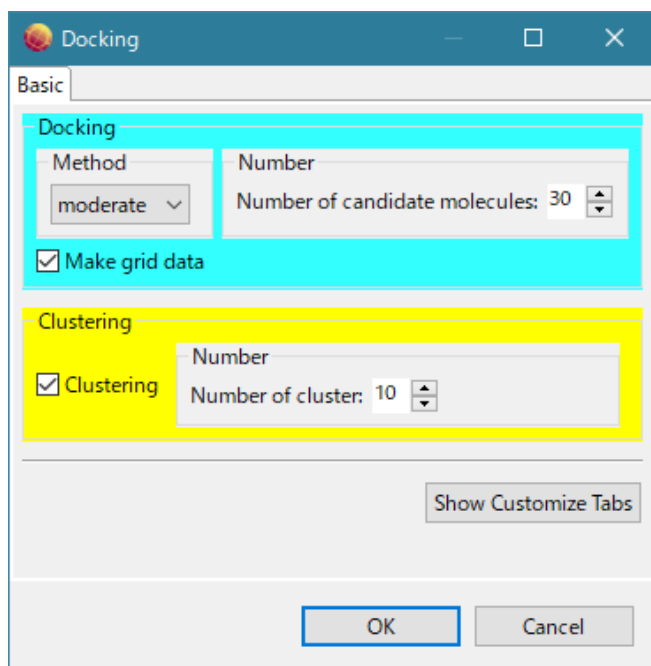 Docking
Basic
Docking
Method
moderate
Number
Number of candidate molecules: 30
Make grid data
Clustering
Clustering
Number
Number of cluster: 10
Show Customize Tabs
OK
Cancel